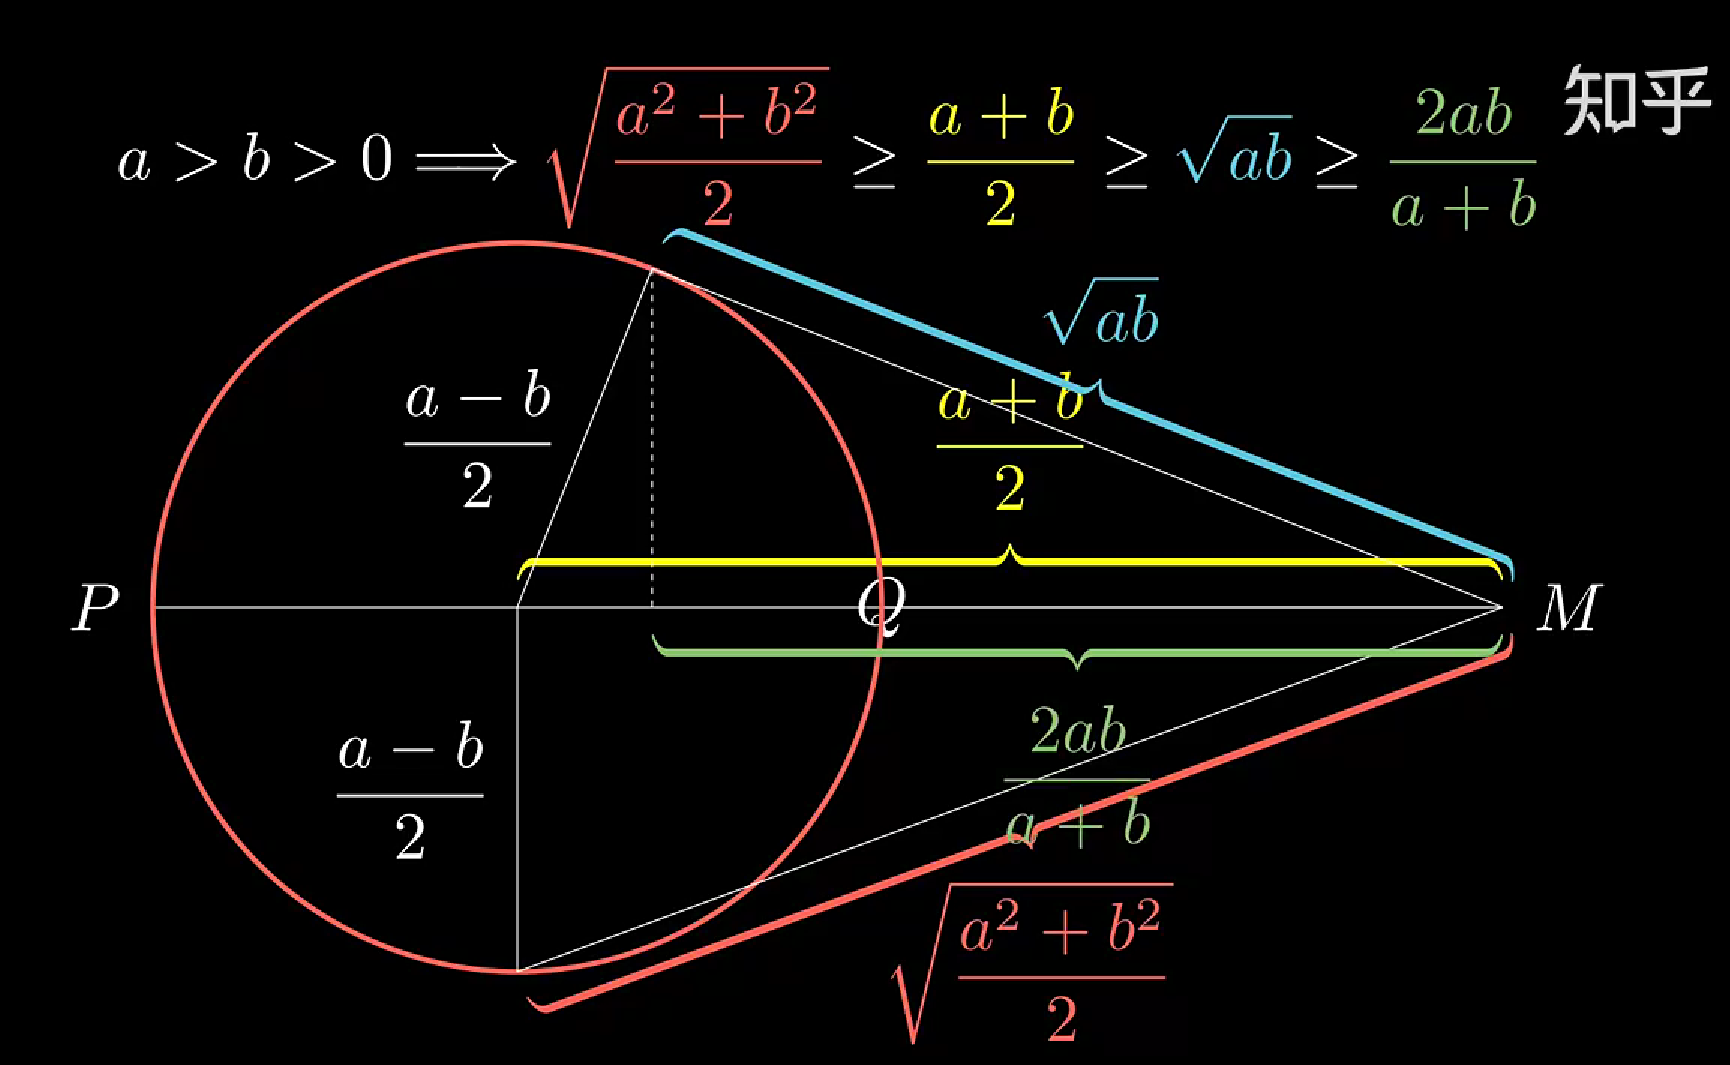 知乎
a > b > 0 ⟹ √((a² + b²)/2) ≥ (a + b)/2 ≥ √(ab) ≥ 2ab/(a + b)
√(ab)
(a − b)/2
(a + b)/2
P
Q
M
(a − b)/2
2ab/(a + b)
√((a² + b²)/2)